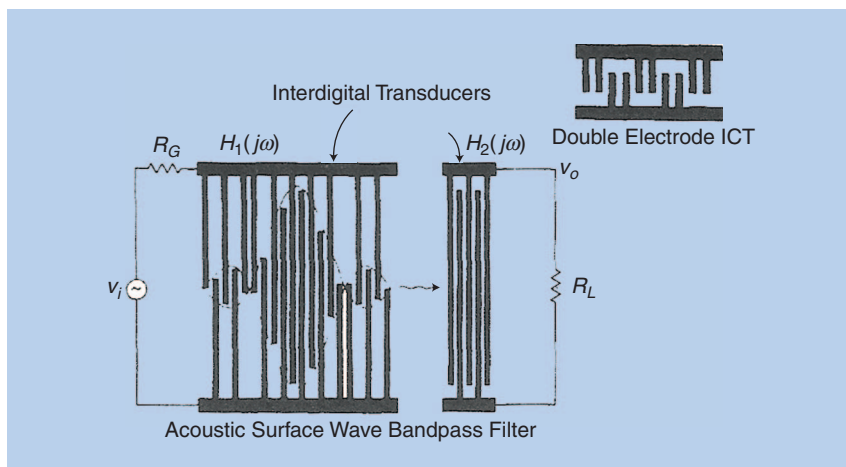 Interdigital Transducers
Double Electrode ICT
R_G
H_1(jω)
H_2(jω)
v_o
v_i
~
R_L
Acoustic Surface Wave Bandpass Filter